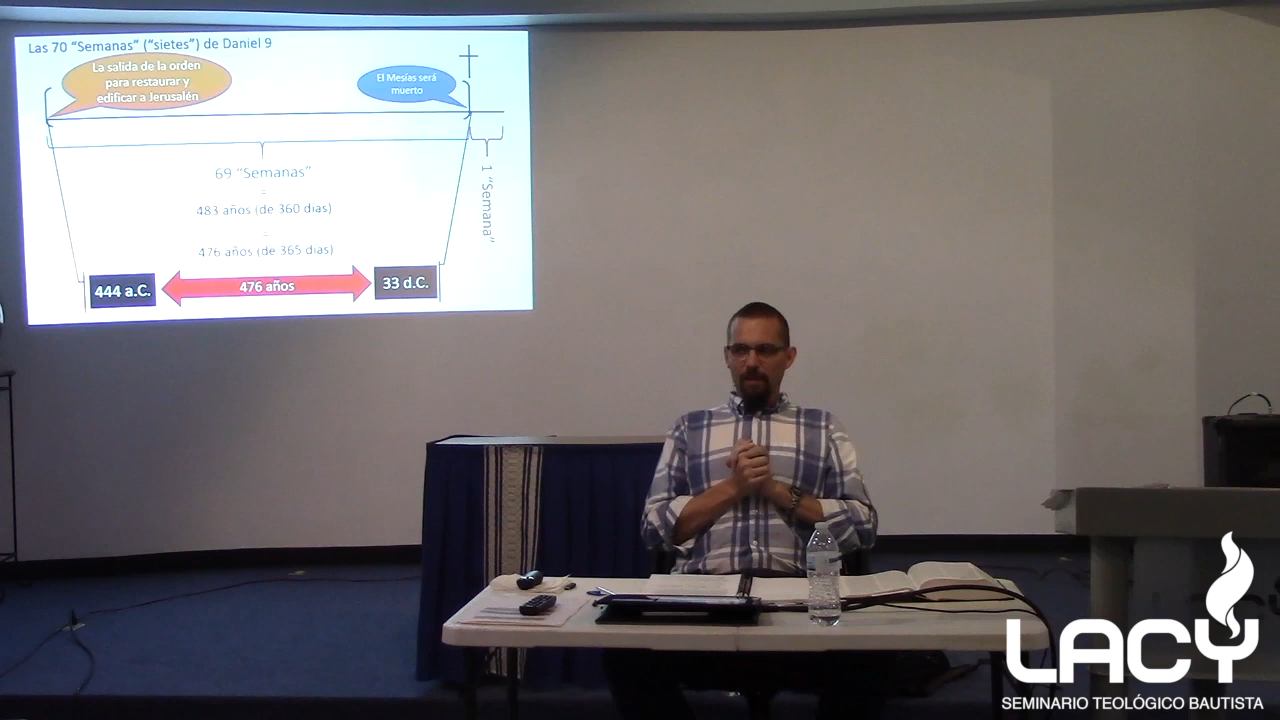 Las 70 “Semanas” (“sietes”) de Daniel 9
La salida de la orden
para restaurar y
edificar a Jerusalén
El Mesías será
muerto
69 “Semanas”
=
483 años (de 360 dias)
=
476 años (de 365 dias)
1 “Semana”
444 a.C.
476 años
33 d.C.
LACY
SEMINARIO TEOLÓGICO BAUTISTA